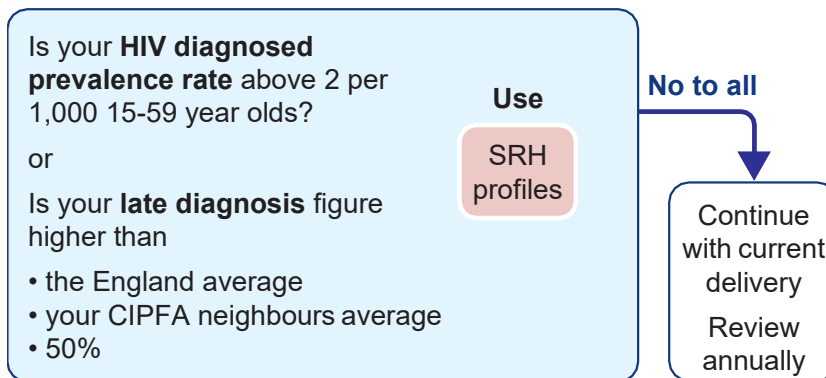 Is your HIV diagnosed
prevalence rate above 2 per
1,000 15-59 year olds?
or
Is your late diagnosis figure
higher than
• the England average
• your CIPFA neighbours average
• 50%
Use
SRH
profiles
No to all
Continue
with current
delivery
Review
annually